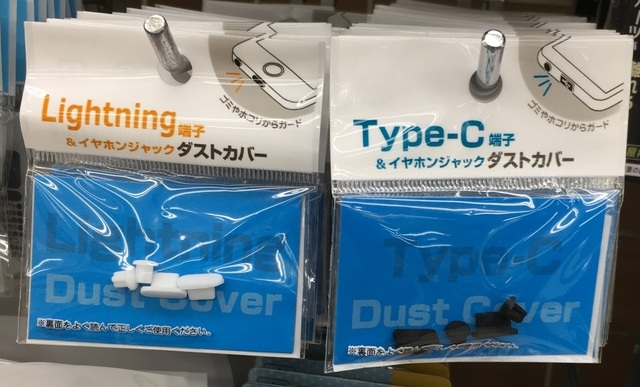 Lightning端子
&イヤホンジャック ダストカバー
ゴミやホコリからガード
Lightning
Dust Cover
※裏面をよく読んで正しくご使用ください。
Type-C端子
&イヤホンジャック ダストカバー
ゴミやホコリからガード
Type-C
Dust Cover
※裏面をよく読んで正しくご使用ください。